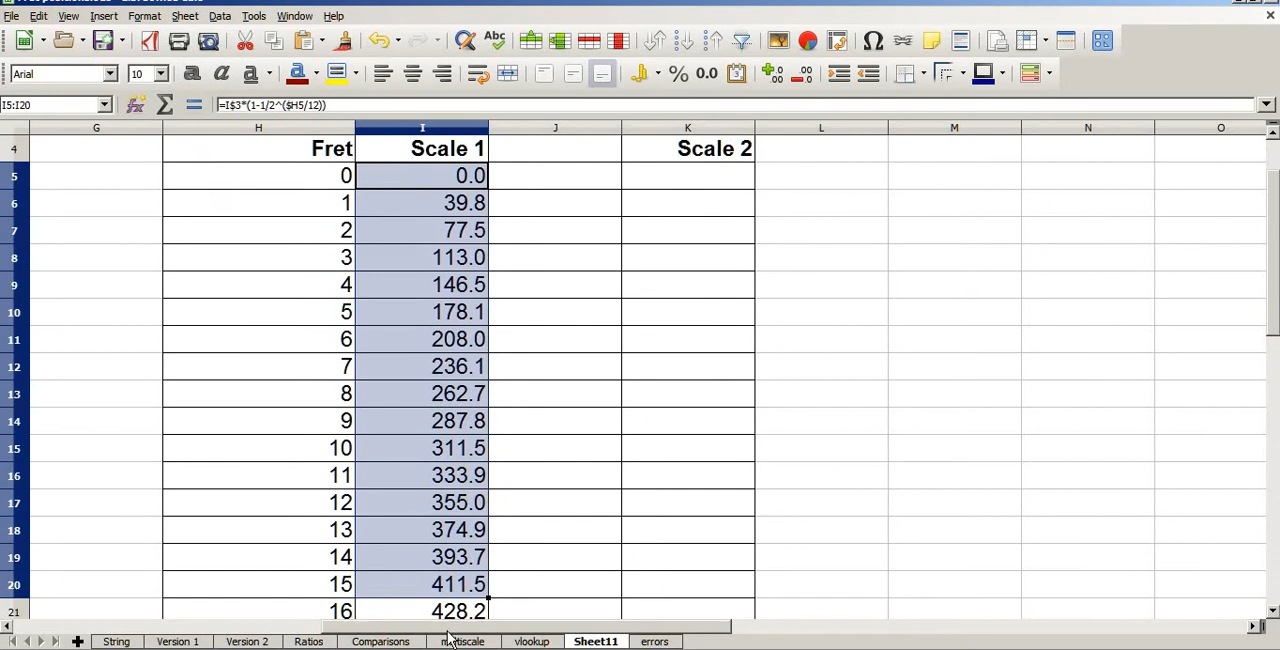 File Edit View Insert Format Sheet Data Tools Window Help
Arial 10
I5:I20 =I$3*(1-1/2^($H5/12))
G H I J K L M N O
4 Fret Scale 1 Scale 2
5 0 0.0
6 1 39.8
7 2 77.5
8 3 113.0
9 4 146.5
10 5 178.1
11 6 208.0
12 7 236.1
13 8 262.7
14 9 287.8
15 10 311.5
16 11 333.9
17 12 355.0
18 13 374.9
19 14 393.7
20 15 411.5
21 16 428.2
String Version 1 Version 2 Ratios Comparisons vlookup Sheet11 errors